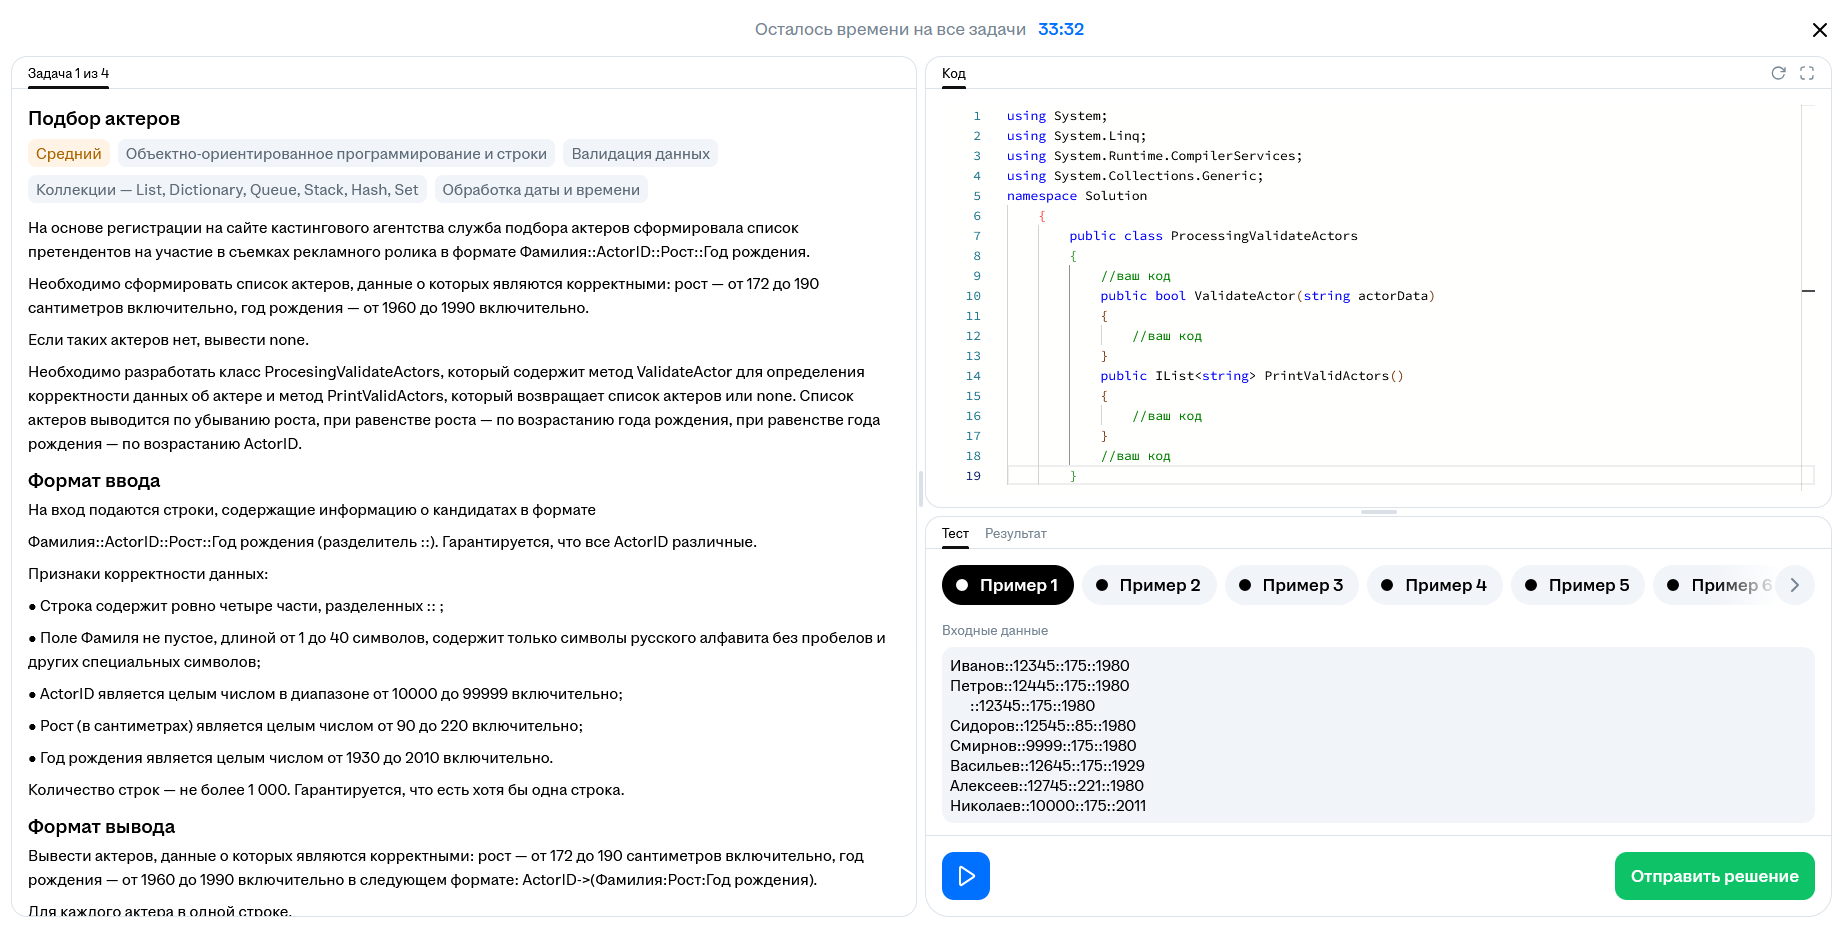 Осталось времени на все задачи 33:32
Задача 1 из 4
Подбор актеров
Средний Объектно-ориентированное программирование и строки Валидация данных
Коллекции — List, Dictionary, Queue, Stack, Hash, Set Обработка даты и времени
На основе регистрации на сайте кастингового агентства служба подбора актеров сформировала список
претендентов на участие в съемках рекламного ролика в формате Фамилия::ActorID::Рост::Год рождения.
Необходимо сформировать список актеров, данные о которых являются корректными: рост — от 172 до 190
сантиметров включительно, год рождения — от 1960 до 1990 включительно.
Если таких актеров нет, вывести none.
Необходимо разработать класс ProcesingValidateActors, который содержит метод ValidateActor для определения
корректности данных об актере и метод PrintValidActors, который возвращает список актеров или none. Список
актеров выводится по убыванию роста, при равенстве роста — по возрастанию года рождения, при равенстве года
рождения — по возрастанию ActorID.
Формат ввода
На вход подаются строки, содержащие информацию о кандидатах в формате
Фамилия::ActorID::Рост::Год рождения (разделитель ::). Гарантируется, что все ActorID различные.
Признаки корректности данных:
● Строка содержит ровно четыре части, разделенных :: ;
● Поле Фамиля не пустое, длиной от 1 до 40 символов, содержит только символы русского алфавита без пробелов и
других специальных символов;
● ActorID является целым числом в диапазоне от 10000 до 99999 включительно;
● Рост (в сантиметрах) является целым числом от 90 до 220 включительно;
● Год рождения является целым числом от 1930 до 2010 включительно.
Количество строк — не более 1 000. Гарантируется, что есть хотя бы одна строка.
Формат вывода
Вывести актеров, данные о которых являются корректными: рост — от 172 до 190 сантиметров включительно, год
рождения — от 1960 до 1990 включительно в следующем формате: ActorID->(Фамилия:Рост:Год рождения).
Для каждого актера в одной строке.
Код
1 using System;
2 using System.Linq;
3 using System.Runtime.CompilerServices;
4 using System.Collections.Generic;
5 namespace Solution
6 {
7 public class ProcessingValidateActors
8 {
9 //ваш код
10 public bool ValidateActor(string actorData)
11 {
12 //ваш код
13 }
14 public IList<string> PrintValidActors()
15 {
16 //ваш код
17 }
18 //ваш код
19 }
Тест Результат
Пример 1 Пример 2 Пример 3 Пример 4 Пример 5 Пример 6
Входные данные
Иванов::12345::175::1980
Петров::12445::175::1980
::12345::175::1980
Сидоров::12545::85::1980
Смирнов::9999::175::1980
Васильев::12645::175::1929
Алексеев::12745::221::1980
Николаев::10000::175::2011
Отправить решение